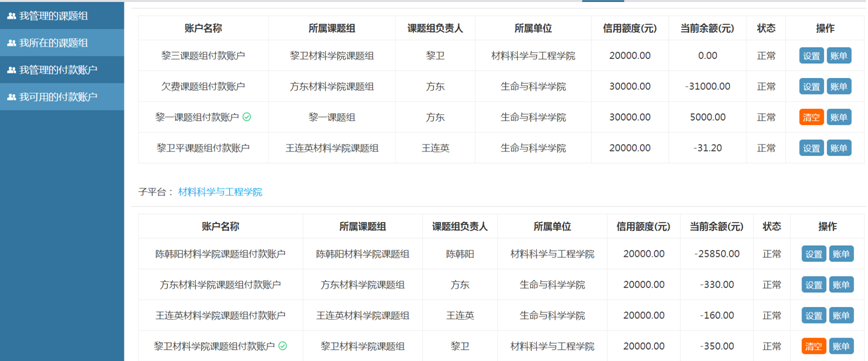 我管理的课题组
我所在的课题组
我管理的付款账户
我可用的付款账户
账户名称 所属课题组 课题组负责人 所属单位 信用额度(元) 当前余额(元) 状态 操作
黎三课题组付款账户 黎卫材料学院课题组 黎卫 材料科学与工程学院 20000.00 0.00 正常 设置 账单
欠费课题组付款账户 方东材料学院课题组 方东 生命与科学学院 30000.00 -31000.00 正常 设置 账单
黎一课题组付款账户 黎一课题组 方东 生命与科学学院 30000.00 5000.00 正常 清空 账单
黎卫平课题组付款账户 王连英材料学院课题组 王连英 生命与科学学院 20000.00 -31.20 正常 设置 账单
子平台： 材料科学与工程学院
账户名称 所属课题组 课题组负责人 所属单位 信用额度(元) 当前余额(元) 状态 操作
陈韩阳材料学院课题组付款账户 陈韩阳材料学院课题组 陈韩阳 材料科学与工程学院 20000.00 -25850.00 正常 设置 账单
方东材料学院课题组付款账户 方东材料学院课题组 方东 生命与科学学院 20000.00 -330.00 正常 设置 账单
王连英材料学院课题组付款账户 王连英材料学院课题组 王连英 生命与科学学院 20000.00 -160.00 正常 设置 账单
黎卫材料学院课题组付款账户 黎卫材料学院课题组 黎卫 材料科学与工程学院 20000.00 -350.00 正常 清空 账单